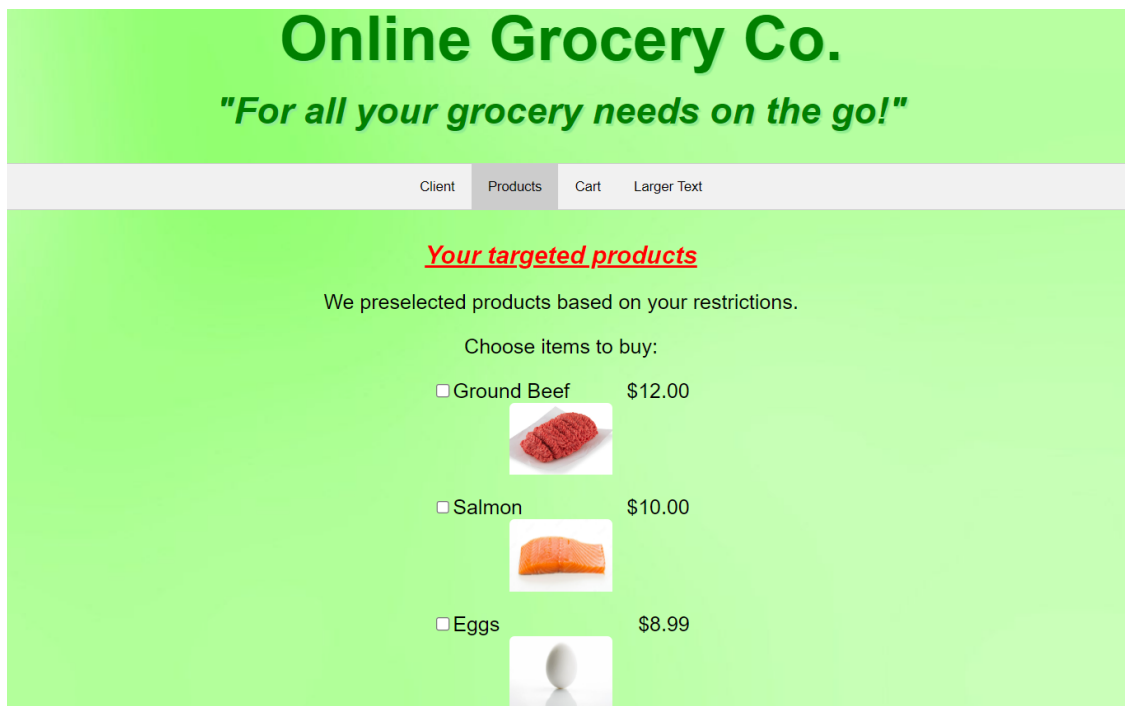 Online Grocery Co.
"For all your grocery needs on the go!"
Client Products Cart Larger Text
Your targeted products
We preselected products based on your restrictions.
Choose items to buy:
Ground Beef $12.00
Salmon $10.00
Eggs $8.99